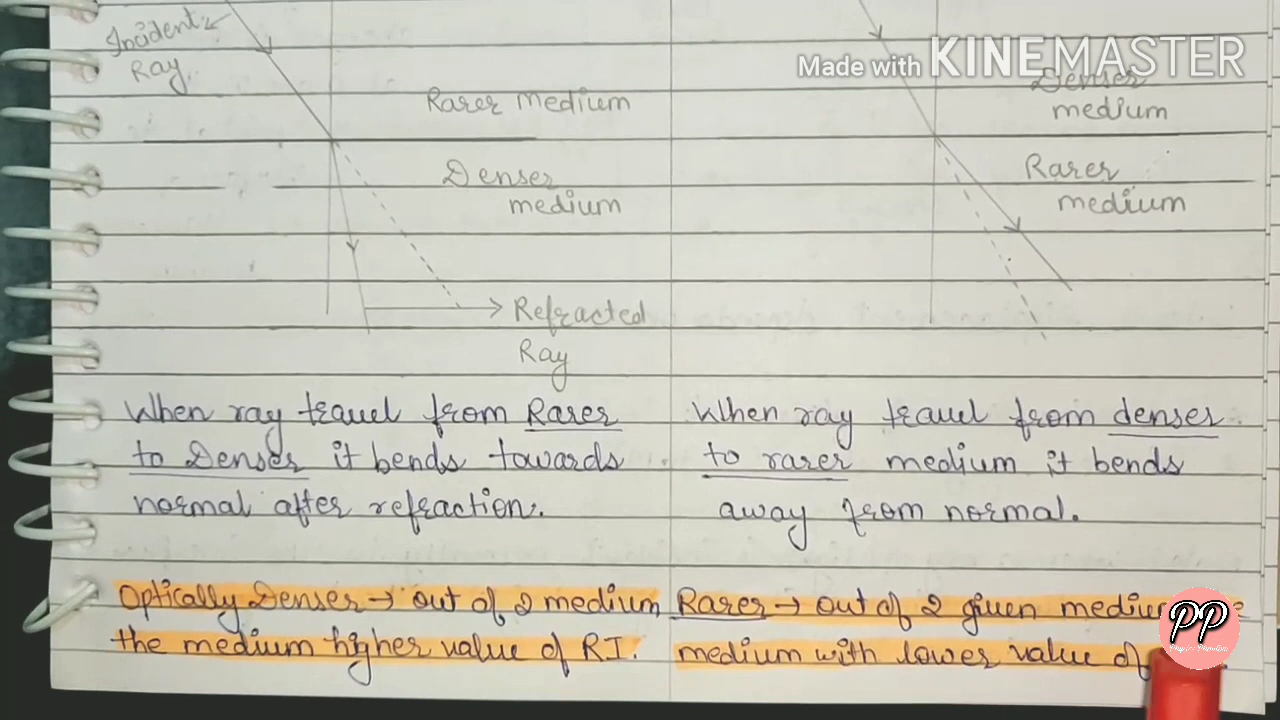 Incident
Ray
Made with KINEMASTER
Rarer medium
Denser
medium
Denser
medium
Rarer
medium
Refracted
Ray
When ray travel from Rarer
to Denser it bends towards
normal after refraction.
When ray travel from denser
to rarer medium it bends
away from normal.
Optically Denser → out of 2 medium
the medium higher value of RI.
Rarer → out of 2 given medium
medium with lower value of
PP